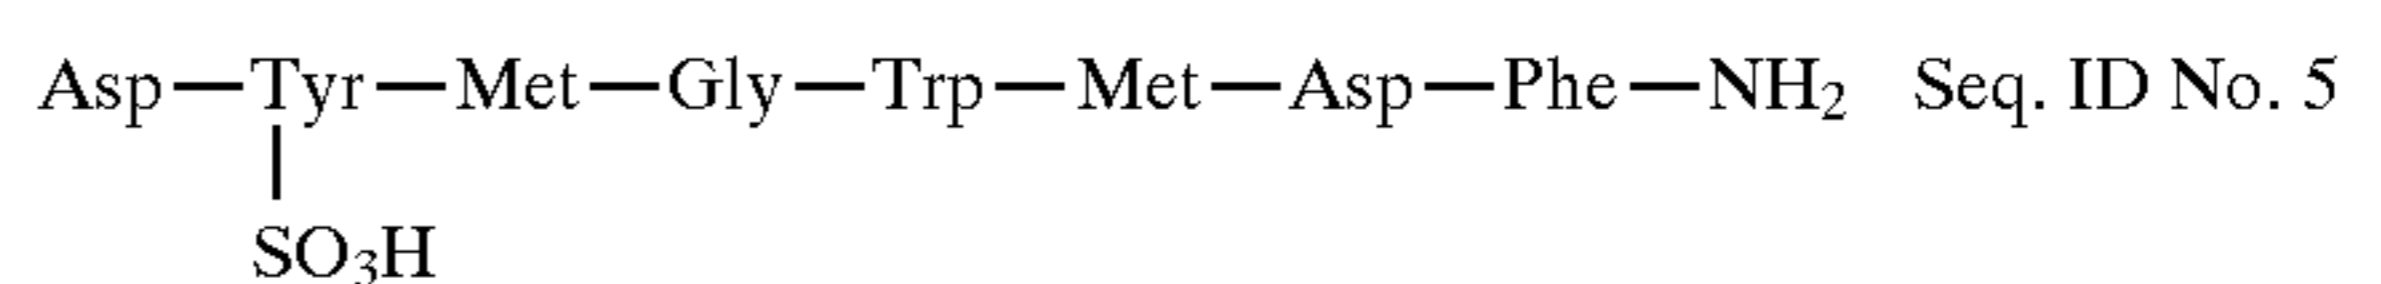 Asp—Tyr—Met—Gly—Trp—Met—Asp—Phe—NH₂ Seq. ID No. 5
SO₃H